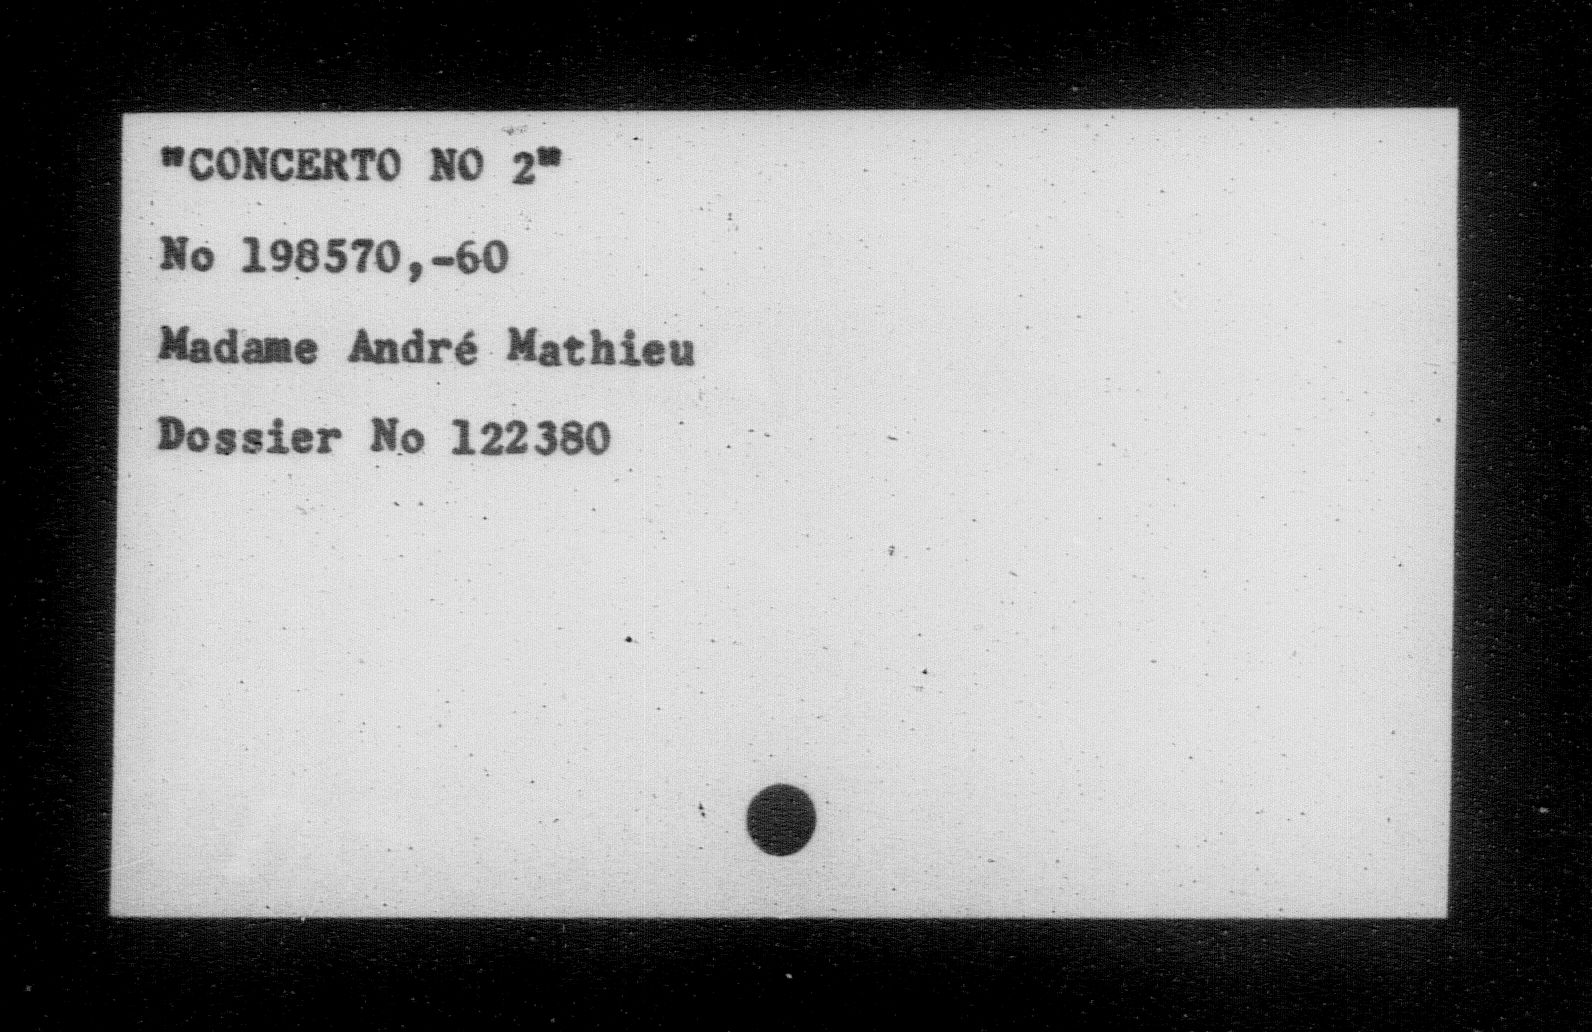 "CONCERTO NO 2"
No 198570,-60
Madame André Mathieu
Dossier No 122380